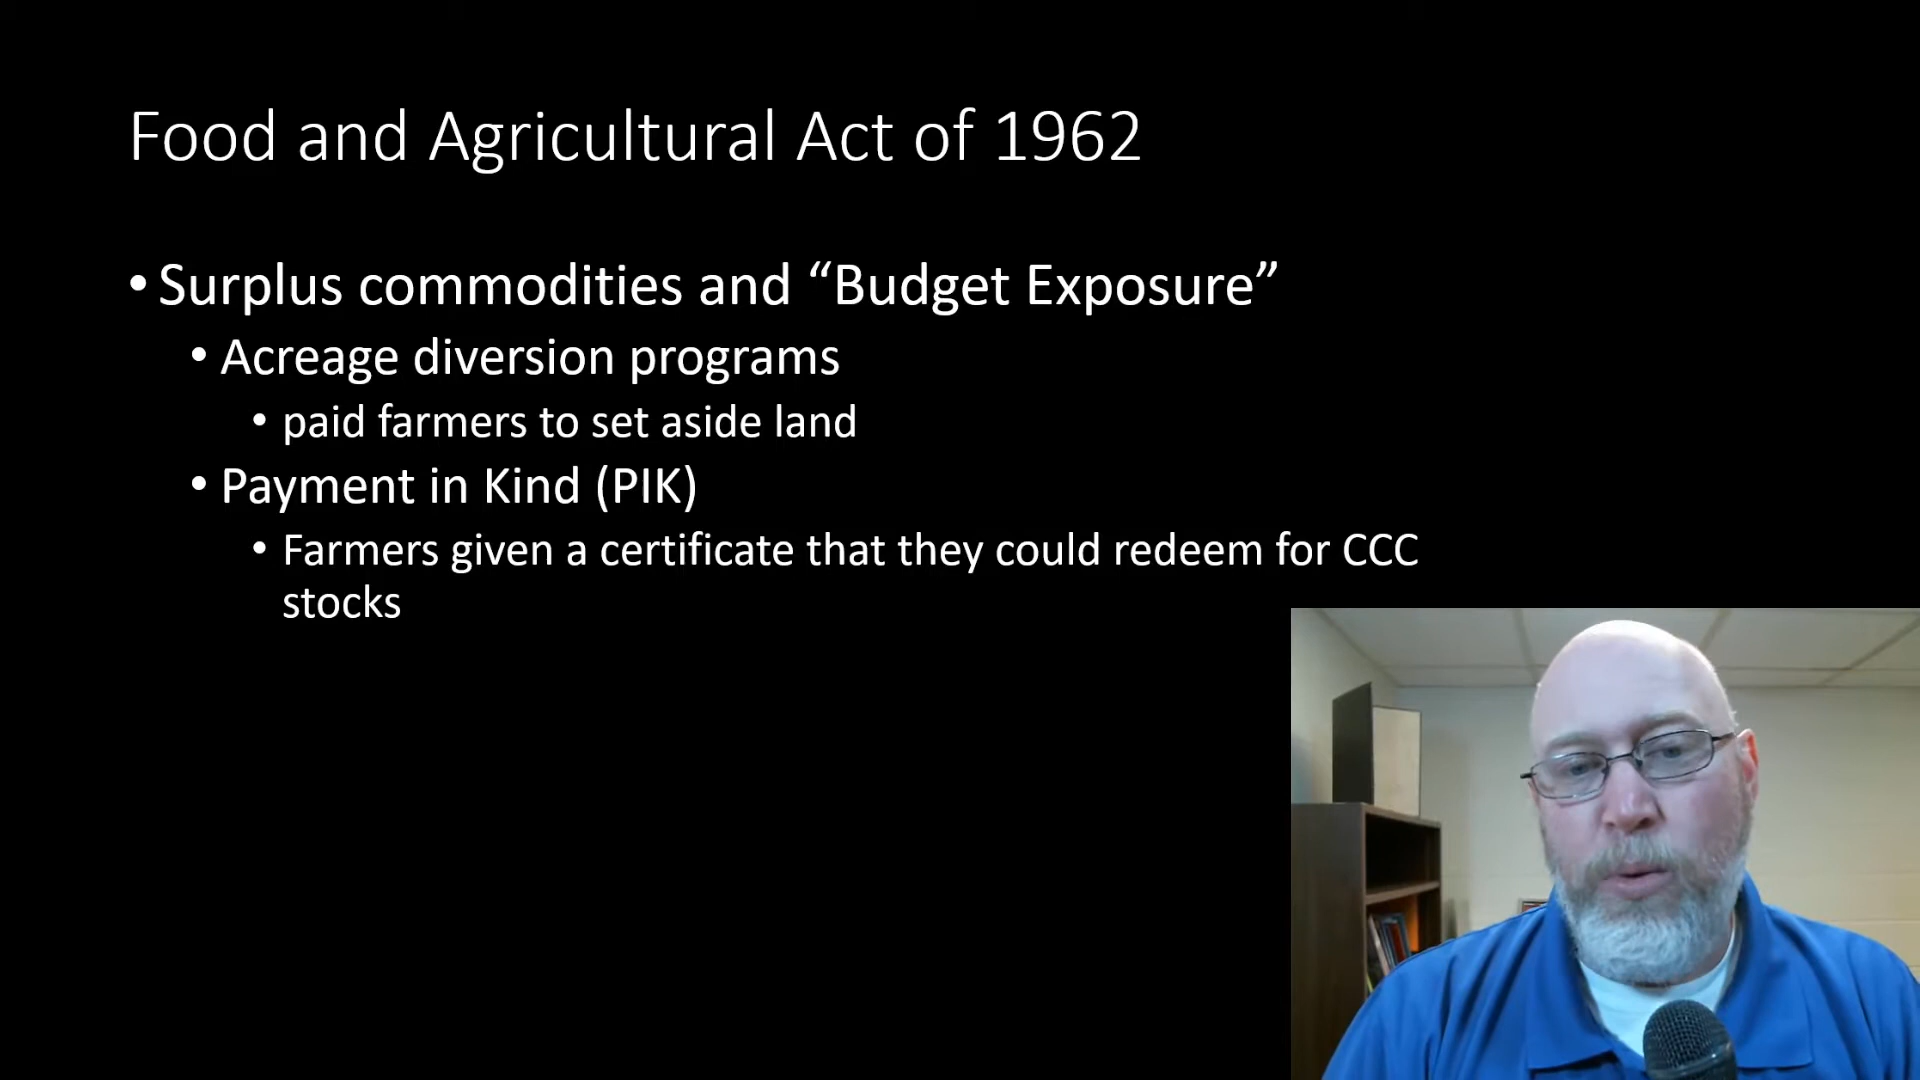 Food and Agricultural Act of 1962
• Surplus commodities and “Budget Exposure”
• Acreage diversion programs
• paid farmers to set aside land
• Payment in Kind (PIK)
• Farmers given a certificate that they could redeem for CCC
stocks